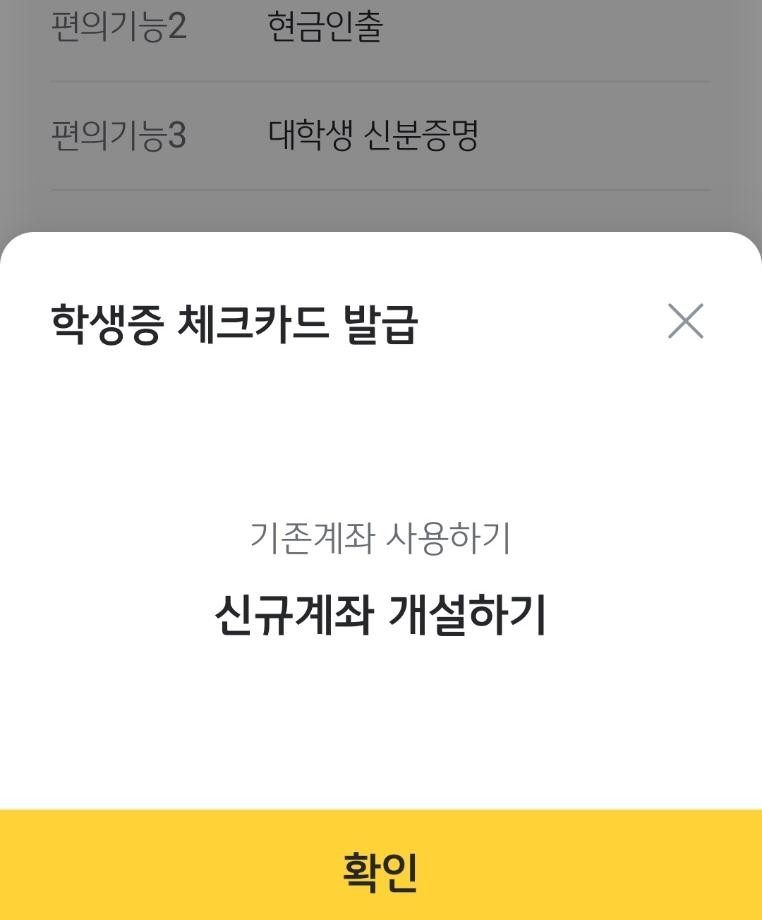 편의기능2 현금인출
편의기능3 대학생 신분증명
학생증 체크카드 발급
기존계좌 사용하기
신규계좌 개설하기
확인